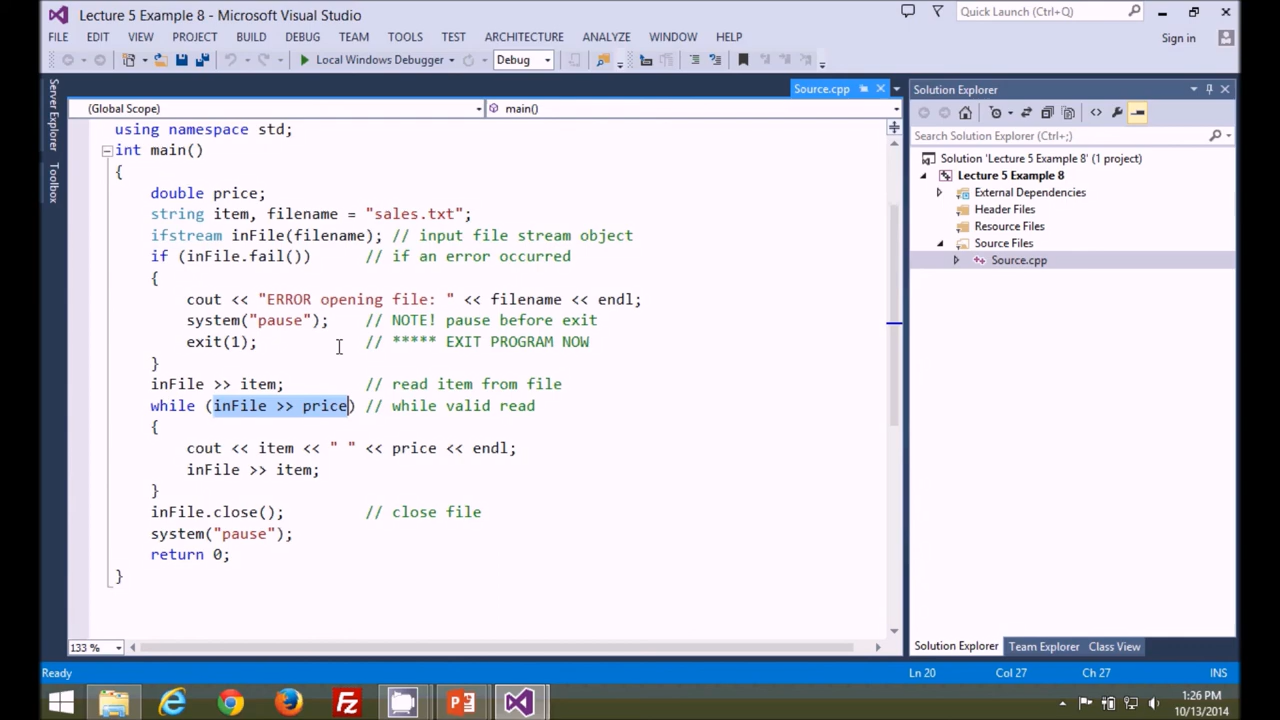 Lecture 5 Example 8 - Microsoft Visual Studio
Quick Launch (Ctrl+Q)
FILE EDIT VIEW PROJECT BUILD DEBUG TEAM TOOLS TEST ARCHITECTURE ANALYZE WINDOW HELP
Sign in
Local Windows Debugger Debug
Server Explorer
Toolbox
Source.cpp
(Global Scope) main()
using namespace std;
int main()
{
double price;
string item, filename = "sales.txt";
ifstream inFile(filename); // input file stream object
if (inFile.fail()) // if an error occurred
{
cout << "ERROR opening file: " << filename << endl;
system("pause"); // NOTE! pause before exit
exit(1); // ***** EXIT PROGRAM NOW
}
inFile >> item; // read item from file
while (inFile >> price) // while valid read
{
cout << item << " " << price << endl;
inFile >> item;
}
inFile.close(); // close file
system("pause");
return 0;
}
133 %
Solution Explorer
Search Solution Explorer (Ctrl+;)
Solution 'Lecture 5 Example 8' (1 project)
Lecture 5 Example 8
External Dependencies
Header Files
Resource Files
Source Files
Source.cpp
Solution Explorer Team Explorer Class View
Ready Ln 20 Col 27 Ch 27 INS
1:26 PM
10/13/2014